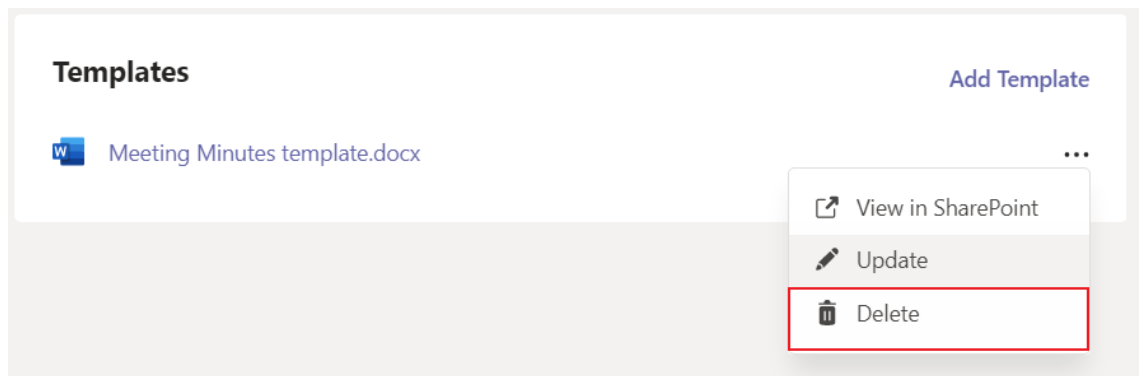 Templates
Add Template
W Meeting Minutes template.docx
...
View in SharePoint
Update
Delete